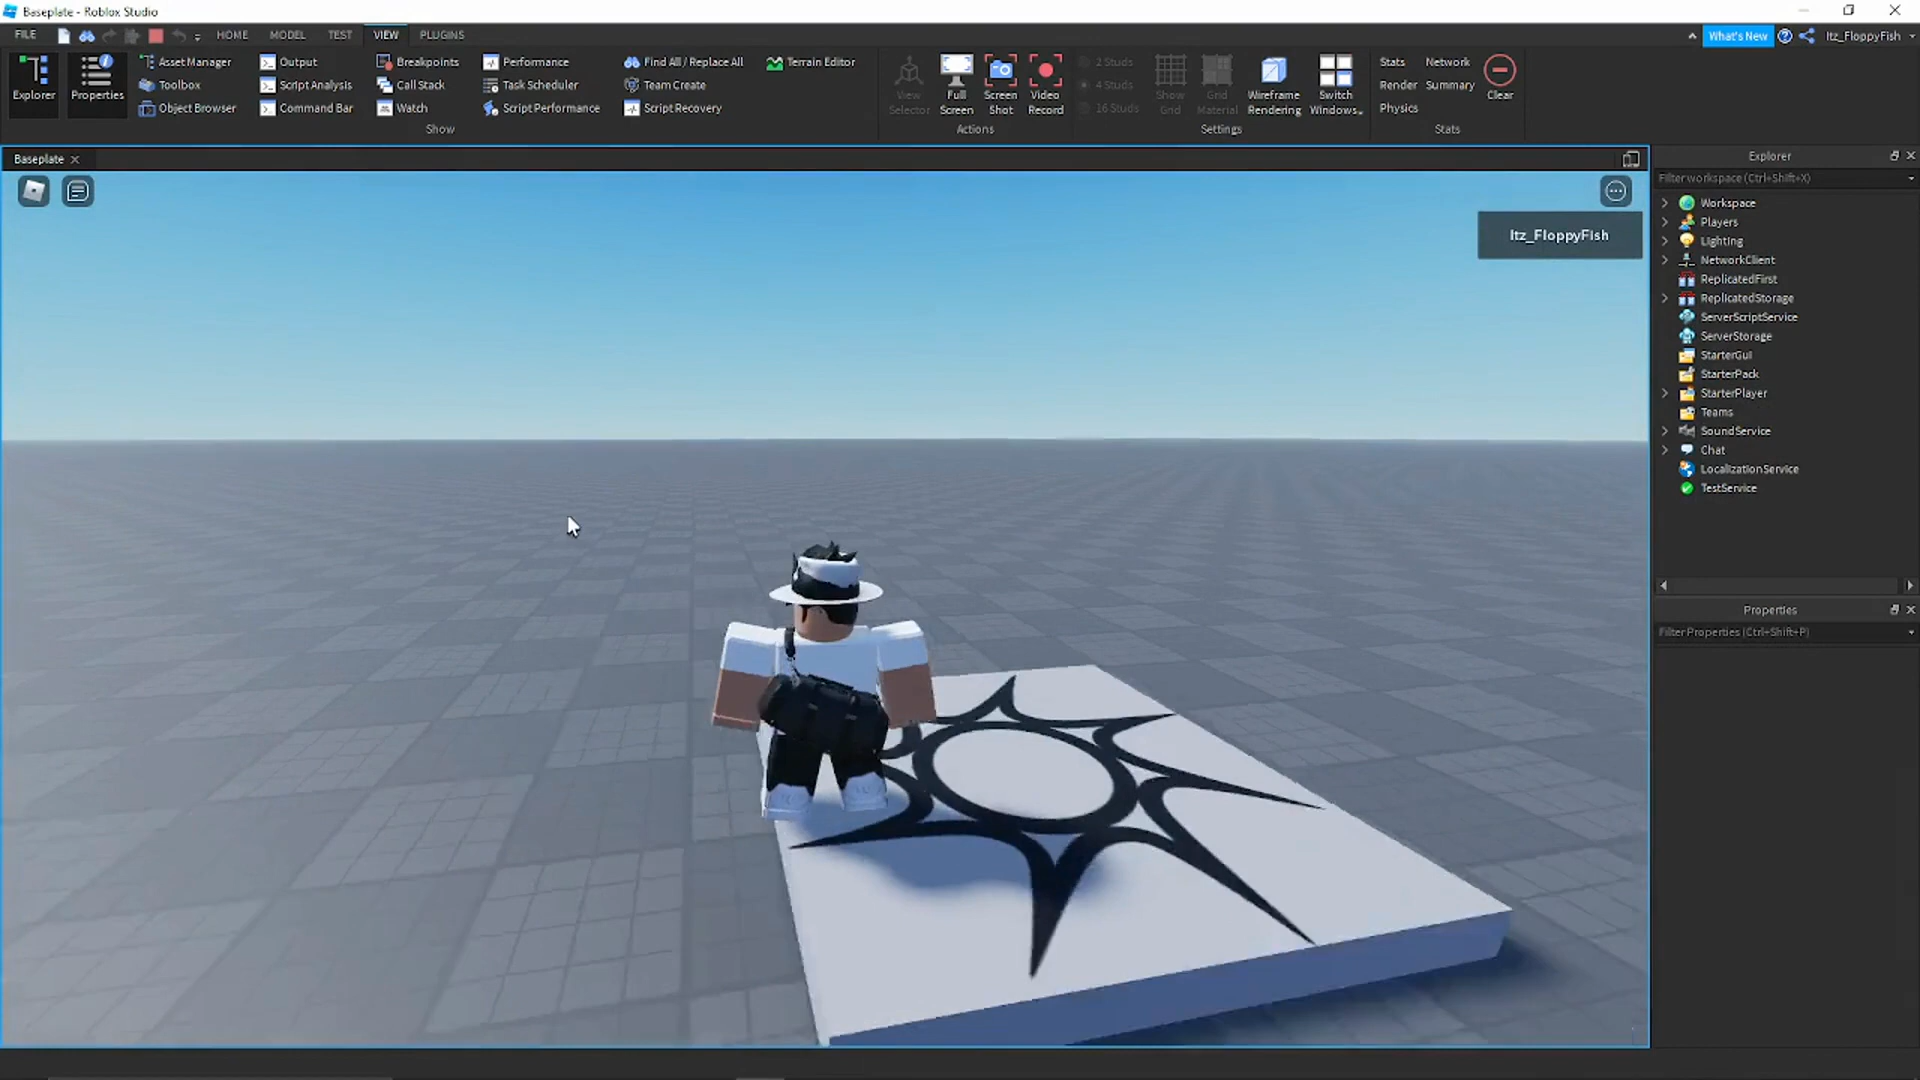 Baseplate - Roblox Studio
FILE HOME MODEL TEST VIEW PLUGINS What's New Itz_FloppyFish
Explorer
Properties
Asset Manager
Toolbox
Object Browser
Output
Script Analysis
Command Bar
Breakpoints
Call Stack
Watch
Performance
Task Scheduler
Script Performance
Find All / Replace All
Team Create
Script Recovery
Terrain Editor
Show
View
Selector
Full
Screen
Screen
Shot
Video
Record
Actions
2 Studs
4 Studs
16 Studs
Show
Grid
Grid
Material
Wireframe
Rendering
Switch
Windows
Settings
Stats Network
Render Summary
Physics
Clear
Stats
Baseplate
Itz_FloppyFish
Explorer
Filter workspace (Ctrl+Shift+X)
Workspace
Players
Lighting
NetworkClient
ReplicatedFirst
ReplicatedStorage
ServerScriptService
ServerStorage
StarterGui
StarterPack
StarterPlayer
Teams
SoundService
Chat
LocalizationService
TestService
Properties
Filter Properties (Ctrl+Shift+P)